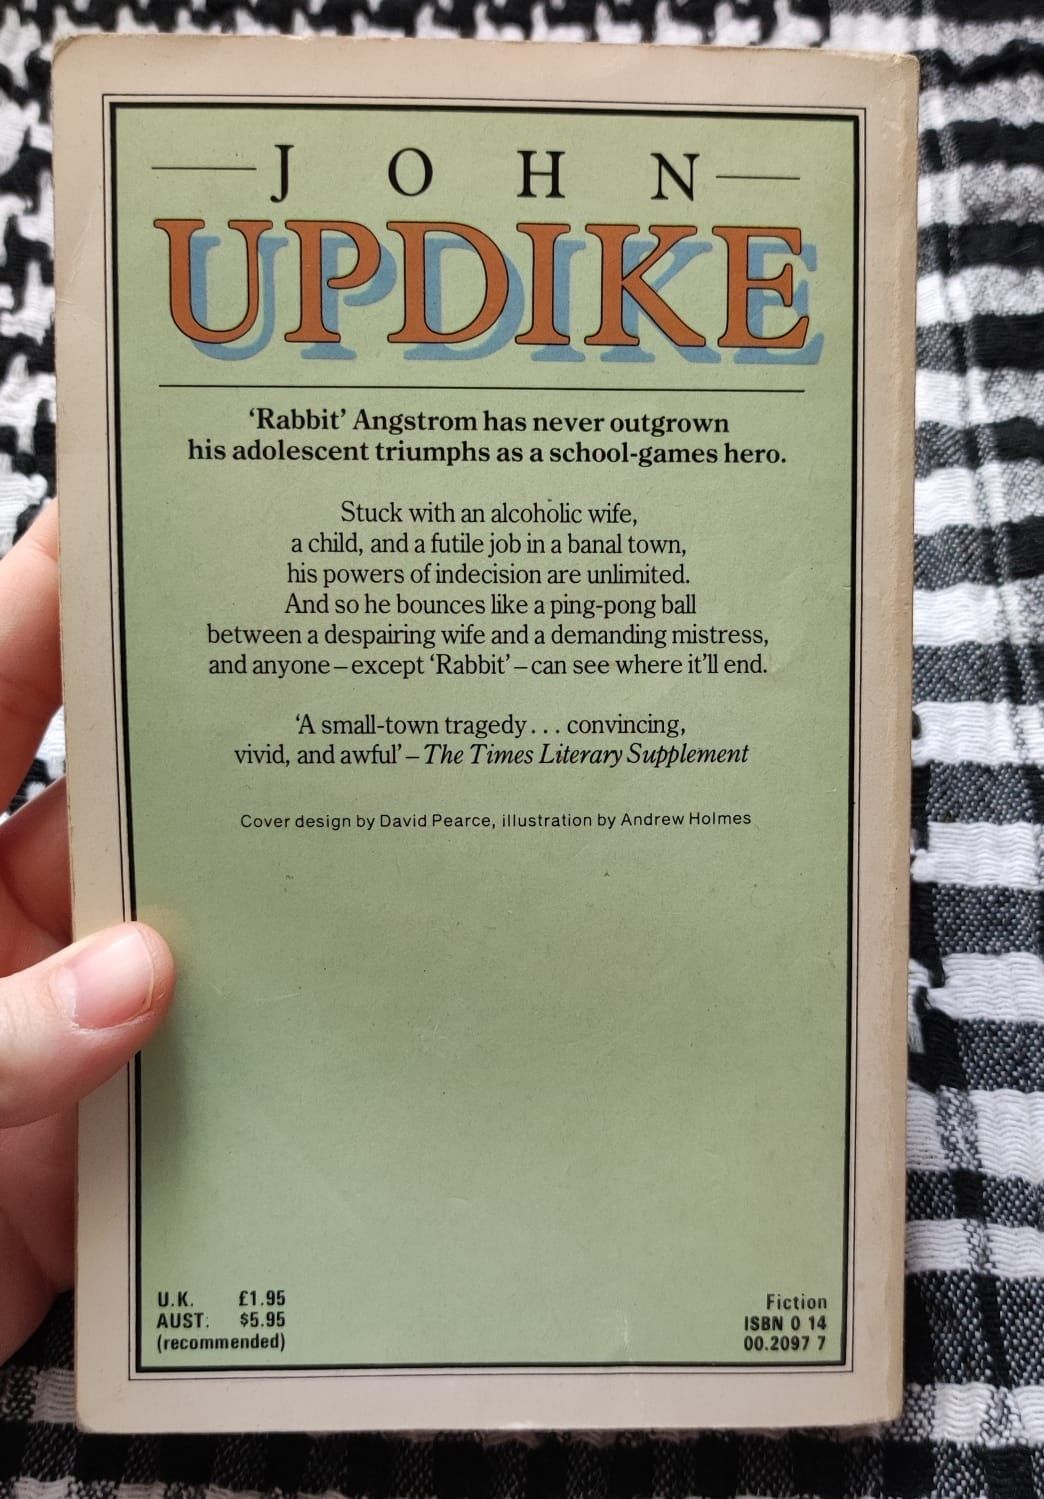 JOHN
UPDIKE
‘Rabbit’ Angstrom has never outgrown
his adolescent triumphs as a school-games hero.
Stuck with an alcoholic wife,
a child, and a futile job in a banal town,
his powers of indecision are unlimited.
And so he bounces like a ping-pong ball
between a despairing wife and a demanding mistress,
and anyone – except ‘Rabbit’ – can see where it’ll end.
‘A small-town tragedy . . . convincing,
vivid, and awful’ – The Times Literary Supplement
Cover design by David Pearce, illustration by Andrew Holmes
U.K. £1.95
AUST. $5.95
(recommended)
Fiction
ISBN 0 14
00.2097 7